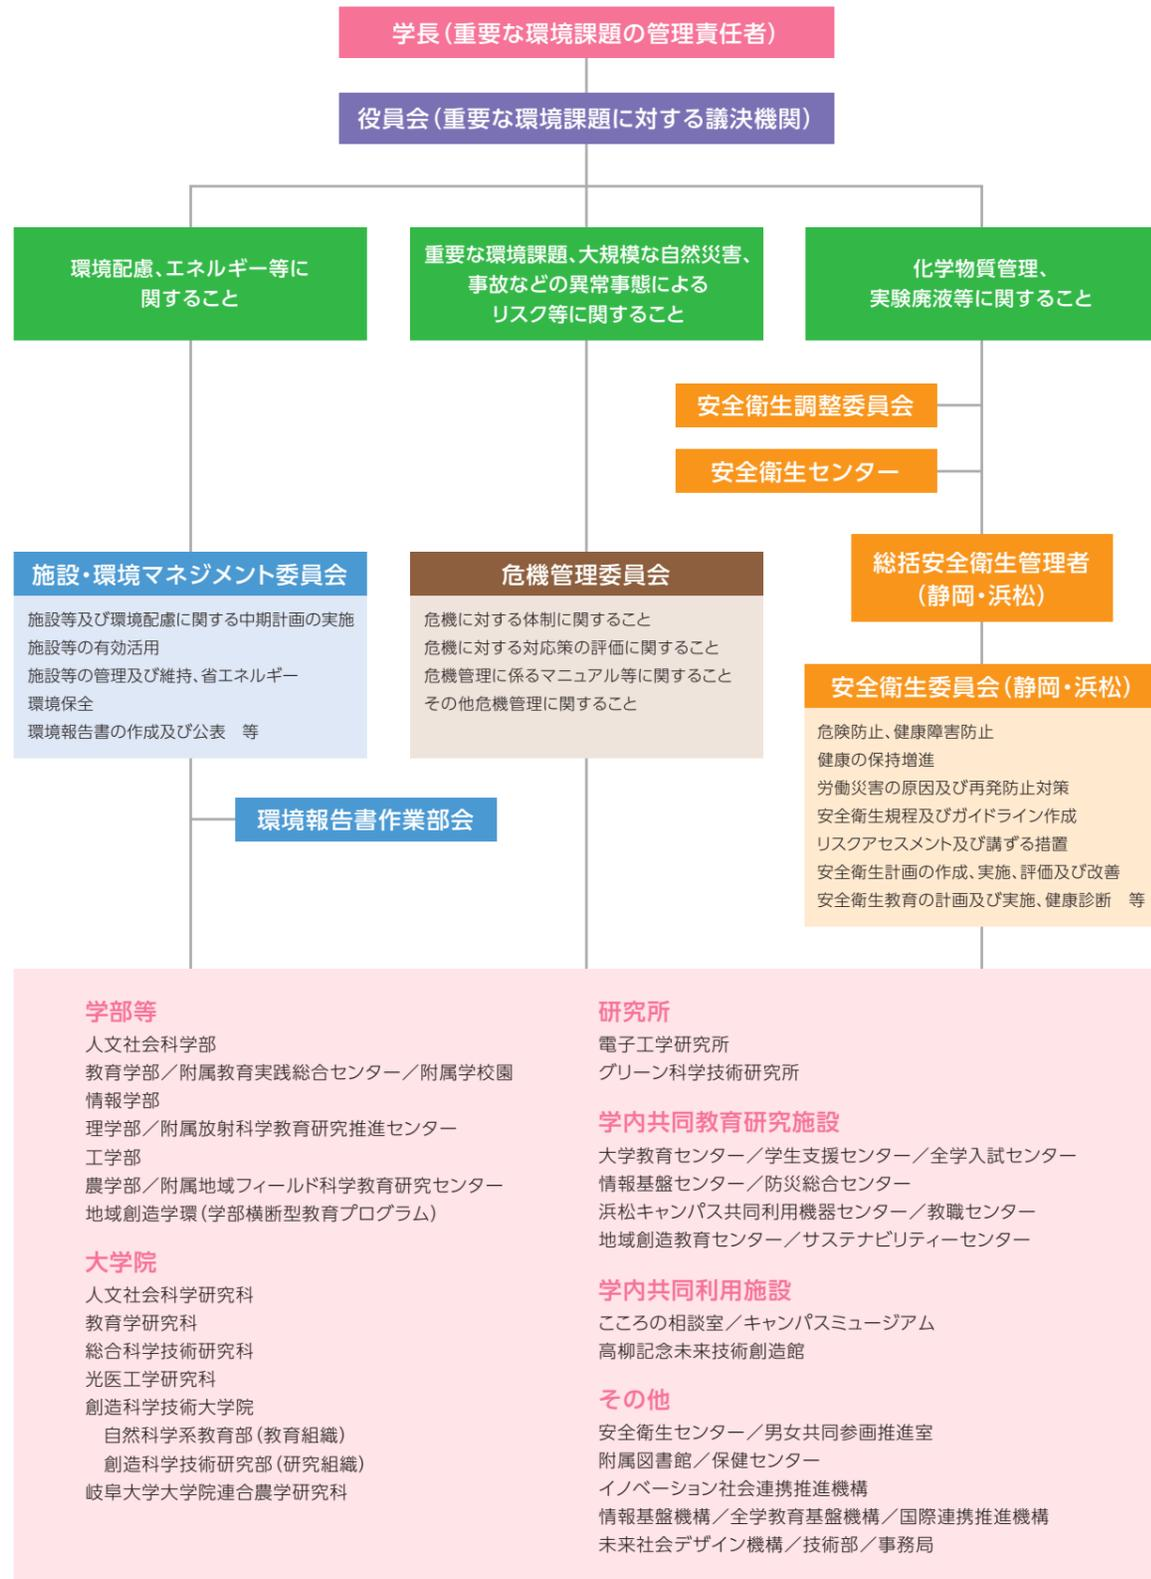 学長（重要な環境課題の管理責任者）
役員会（重要な環境課題に対する議決機関）
環境配慮、エネルギー等に
関すること
重要な環境課題、大規模な自然災害、
事故などの異常事態による
リスク等に関すること
化学物質管理、
実験廃液等に関すること
安全衛生調整委員会
安全衛生センター
総括安全衛生管理者
（静岡・浜松）
施設・環境マネジメント委員会
施設等及び環境配慮に関する中期計画の実施
施設等の有効活用
施設等の管理及び維持、省エネルギー
環境保全
環境報告書の作成及び公表　等
環境報告書作業部会
危機管理委員会
危機に対する体制に関すること
危機に対する対応策の評価に関すること
危機管理に係るマニュアル等に関すること
その他危機管理に関すること
安全衛生委員会（静岡・浜松）
危険防止、健康障害防止
健康の保持増進
労働災害の原因及び再発防止対策
安全衛生規程及びガイドライン作成
リスクアセスメント及び講ずる措置
安全衛生計画の作成、実施、評価及び改善
安全衛生教育の計画及び実施、健康診断　等
学部等
人文社会科学部
教育学部／附属教育実践総合センター／附属学校園
情報学部
理学部／附属放射科学教育研究推進センター
工学部
農学部／附属地域フィールド科学教育研究センター
地域創造学環（学部横断型教育プログラム）
大学院
人文社会科学研究科
教育学研究科
総合科学技術研究科
光医工学研究科
創造科学技術大学院
自然科学系教育部（教育組織）
創造科学技術研究部（研究組織）
岐阜大学大学院連合農学研究科
研究所
電子工学研究所
グリーン科学技術研究所
学内共同教育研究施設
大学教育センター／学生支援センター／全学入試センター
情報基盤センター／防災総合センター
浜松キャンパス共同利用機器センター／教職センター
地域創造教育センター／サステナビリティーセンター
学内共同利用施設
こころの相談室／キャンパスミュージアム
高柳記念未来技術創造館
その他
安全衛生センター／男女共同参画推進室
附属図書館／保健センター
イノベーション社会連携推進機構
情報基盤機構／全学教育基盤機構／国際連携推進機構
未来社会デザイン機構／技術部／事務局